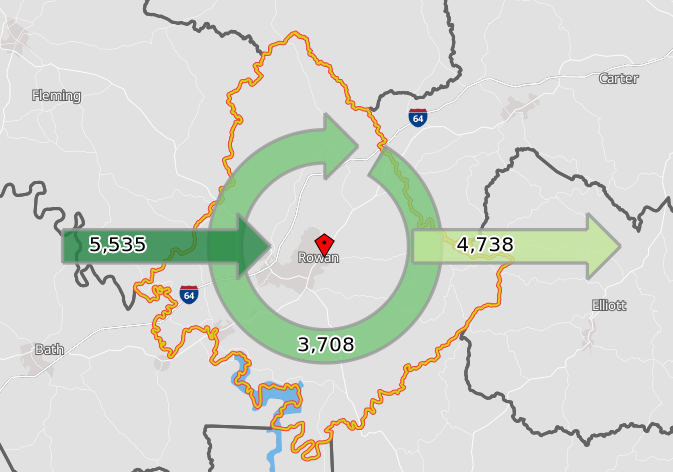 Carter
Fleming
64
5,535
4,738
Rowan
64
Elliott
3,708
Bath